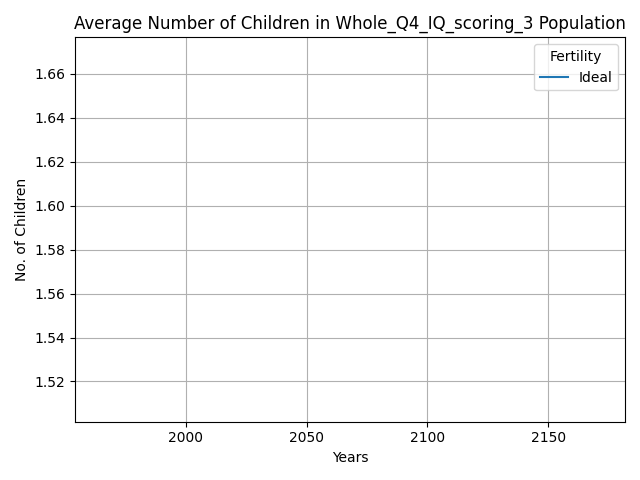 Average Number of Children in Whole_Q4_IQ_scoring_3 Population
Fertility
Ideal
No. of Children
1.66
1.64
1.62
1.60
1.58
1.56
1.54
1.52
2000 2050 2100 2150
Years